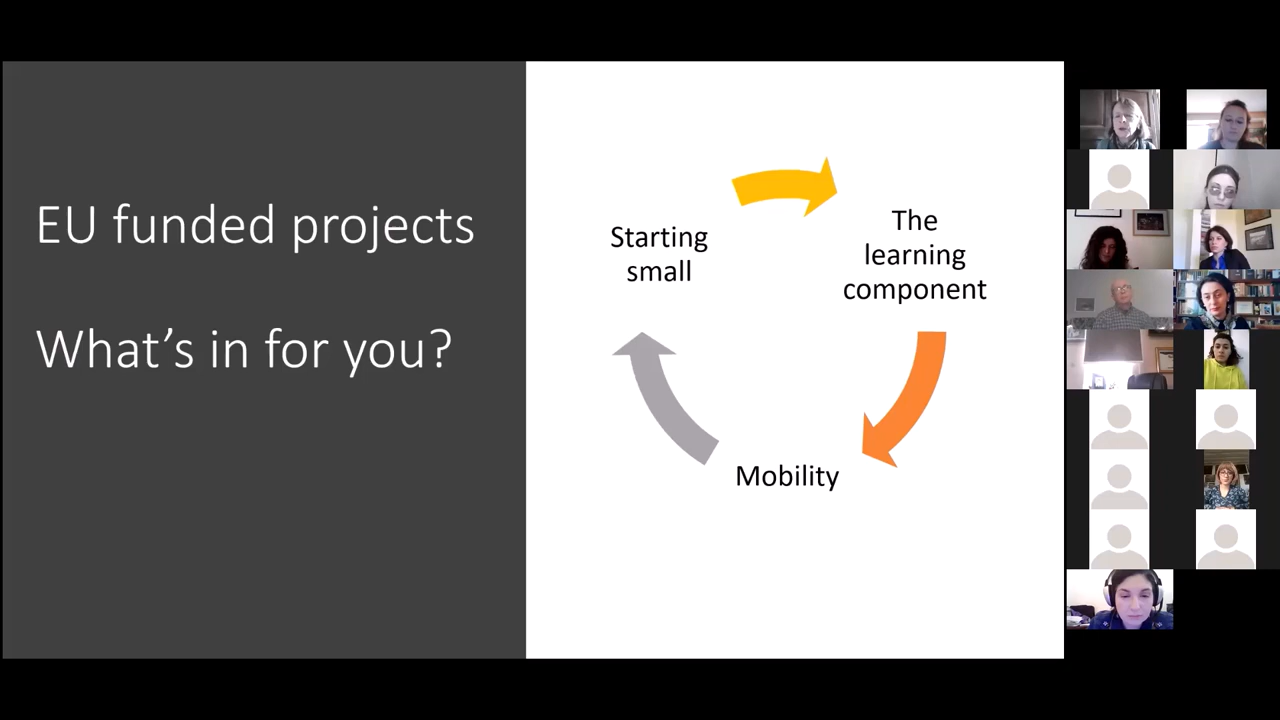 EU funded projects
What’s in for you?
Starting
small
The
learning
component
Mobility